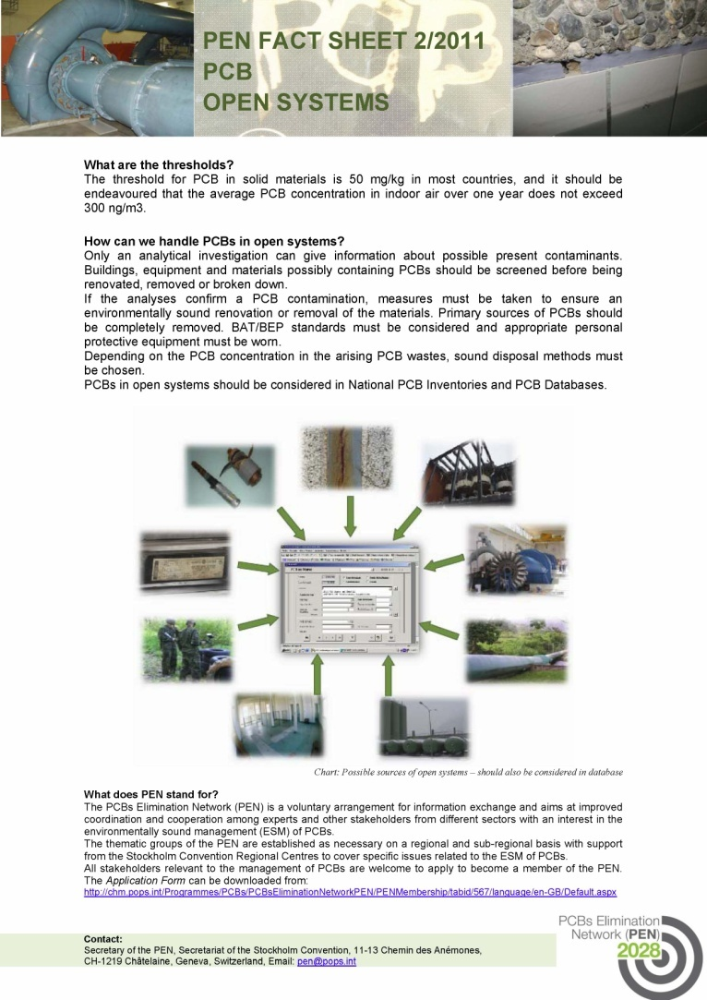 PEN FACT SHEET 2/2011
PCB
OPEN SYSTEMS
What are the thresholds?
The threshold for PCB in solid materials is 50 mg/kg in most countries, and it should be
endeavoured that the average PCB concentration in indoor air over one year does not exceed
300 ng/m3.
How can we handle PCBs in open systems?
Only an analytical investigation can give information about possible present contaminants.
Buildings, equipment and materials possibly containing PCBs should be screened before being
renovated, removed or broken down.
If the analyses confirm a PCB contamination, measures must be taken to ensure an
environmentally sound renovation or removal of the materials. Primary sources of PCBs should
be completely removed. BAT/BEP standards must be considered and appropriate personal
protective equipment must be worn.
Depending on the PCB concentration in the arising PCB wastes, sound disposal methods must
be chosen.
PCBs in open systems should be considered in National PCB Inventories and PCB Databases.
Chart: Possible sources of open systems – should also be considered in database
What does PEN stand for?
The PCBs Elimination Network (PEN) is a voluntary arrangement for information exchange and aims at improved
coordination and cooperation among experts and other stakeholders from different sectors with an interest in the
environmentally sound management (ESM) of PCBs.
The thematic groups of the PEN are established as necessary on a regional and sub-regional basis with support
from the Stockholm Convention Regional Centres to cover specific issues related to the ESM of PCBs.
All stakeholders relevant to the management of PCBs are welcome to apply to become a member of the PEN.
The Application Form can be downloaded from:
http://chm.pops.int/Programmes/PCBs/PCBsEliminationNetworkPEN/PENMembership/tabid/567/language/en-GB/Default.aspx
Contact:
Secretary of the PEN, Secretariat of the Stockholm Convention, 11-13 Chemin des Anémones,
CH-1219 Châtelaine, Geneva, Switzerland, Email: pen@pops.int
PCBs Elimination
Network (PEN)
2028